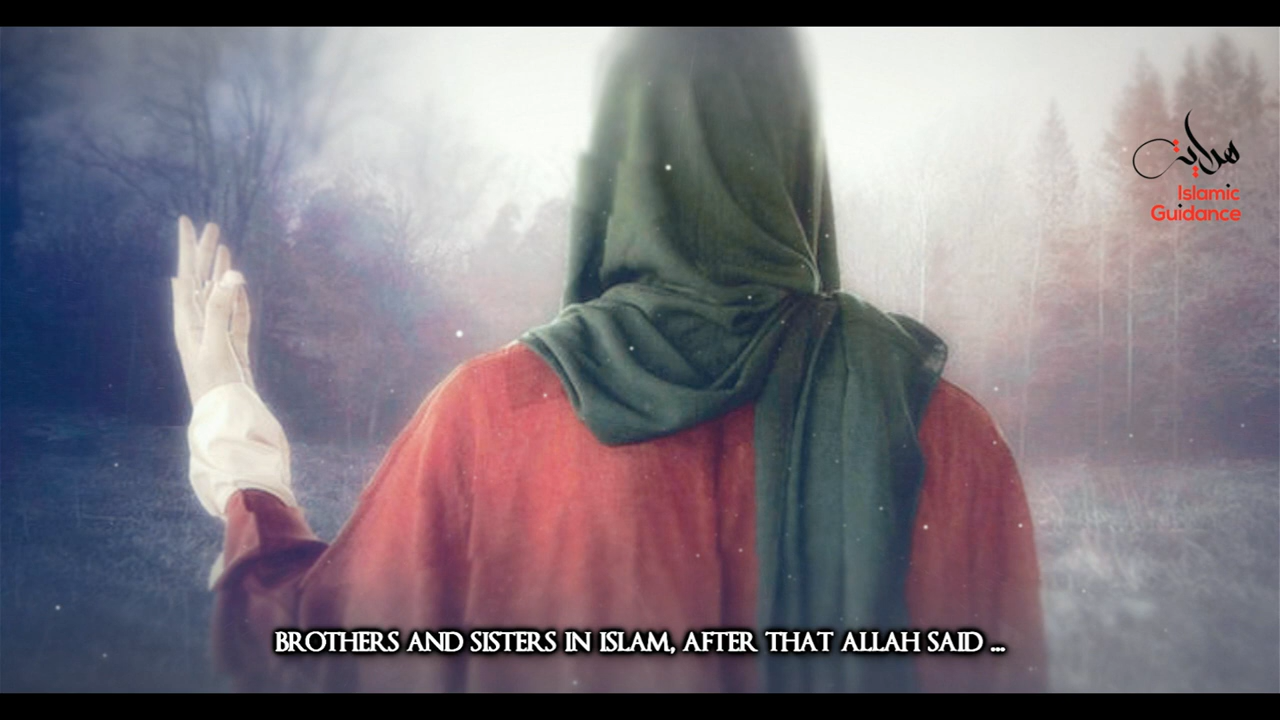 هداية
Islamic
Guidance
BROTHERS AND SISTERS IN ISLAM, AFTER THAT ALLAH SAID ...